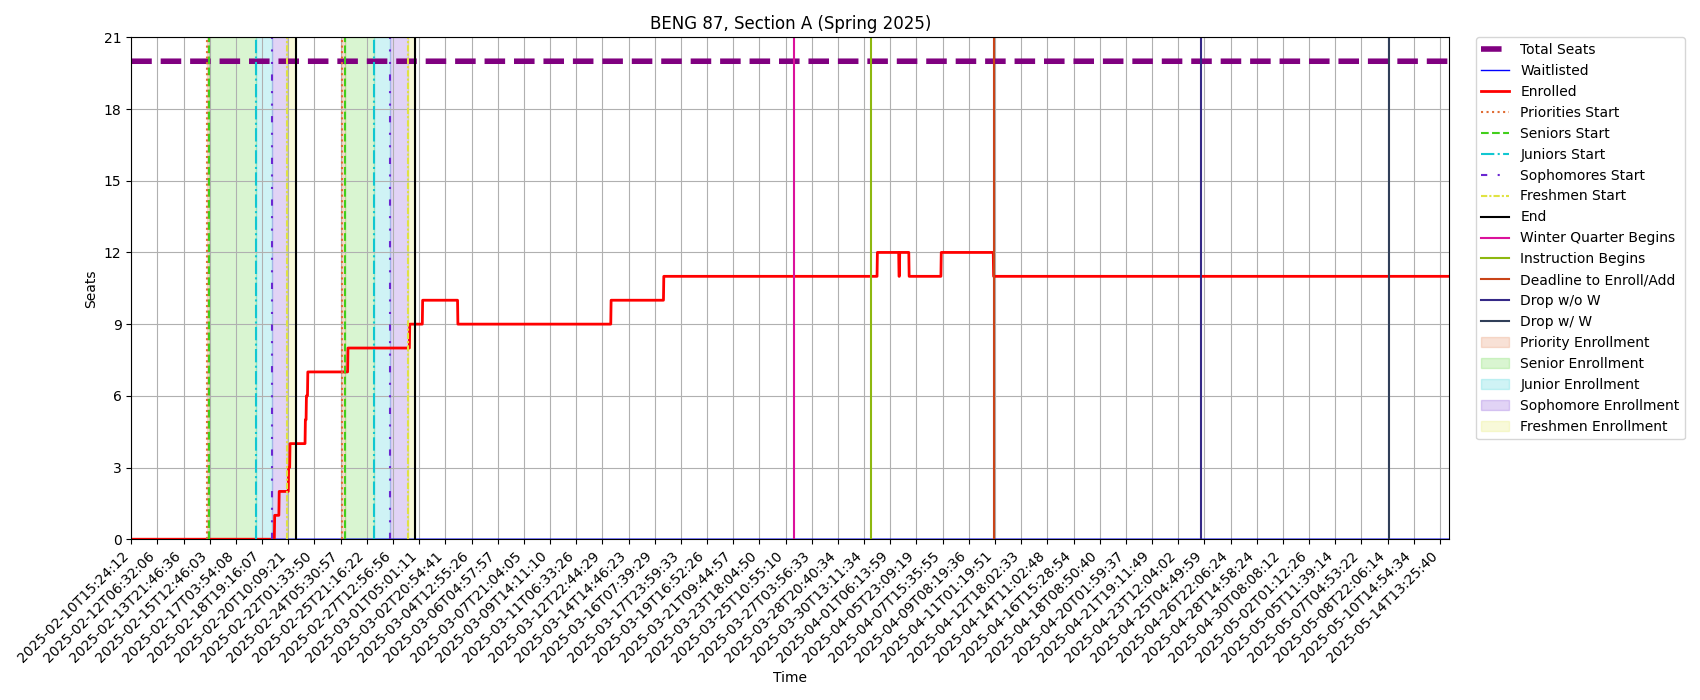 BENG 87, Section A (Spring 2025)
21
18
15
12
9
6
3
0
Seats
2025-02-10T15:24:12
2025-02-12T06:32:06
2025-02-13T21:46:36
2025-02-15T12:46:03
2025-02-17T03:54:08
2025-02-18T19:16:07
2025-02-20T10:09:21
2025-02-22T01:33:50
2025-02-24T05:30:57
2025-02-25T21:16:22
2025-02-27T12:56:56
2025-03-01T05:01:11
2025-03-02T20:54:41
2025-03-04T12:55:26
2025-03-06T04:57:57
2025-03-07T21:04:05
2025-03-09T14:11:10
2025-03-11T06:33:26
2025-03-12T22:44:29
2025-03-14T14:46:23
2025-03-16T07:39:29
2025-03-17T23:59:33
2025-03-19T16:52:26
2025-03-21T09:44:57
2025-03-23T18:04:50
2025-03-25T10:55:10
2025-03-27T03:56:33
2025-03-28T20:40:34
2025-03-30T13:11:34
2025-04-01T06:13:59
2025-04-05T23:09:19
2025-04-07T15:35:55
2025-04-09T08:19:36
2025-04-11T01:19:51
2025-04-12T18:02:33
2025-04-14T11:02:48
2025-04-16T15:28:54
2025-04-18T08:50:40
2025-04-20T01:59:37
2025-04-21T19:11:49
2025-04-23T12:04:02
2025-04-25T04:49:59
2025-04-26T22:06:24
2025-04-28T14:58:24
2025-04-30T08:08:12
2025-05-02T01:12:26
2025-05-05T11:39:14
2025-05-07T04:53:22
2025-05-08T22:06:14
2025-05-10T14:54:34
2025-05-14T13:25:40
Time
Total Seats
Waitlisted
Enrolled
Priorities Start
Seniors Start
Juniors Start
Sophomores Start
Freshmen Start
End
Winter Quarter Begins
Instruction Begins
Deadline to Enroll/Add
Drop w/o W
Drop w/ W
Priority Enrollment
Senior Enrollment
Junior Enrollment
Sophomore Enrollment
Freshmen Enrollment